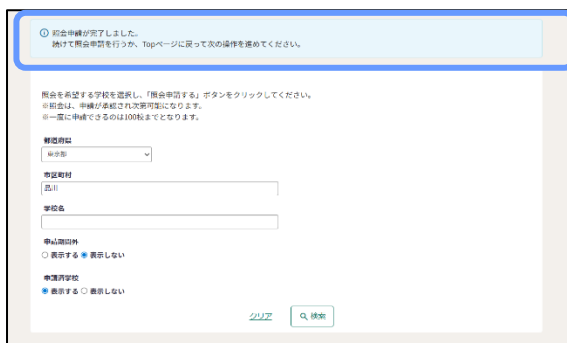 照会申請が完了しました。
続けて照会申請を行うか、Topページに戻って次の操作を進めてください。
照会を希望する学校を選択し、「照会申請する」ボタンをクリックしてください。
※照会は、申請が承認され次第可能になります。
※一度に申請できるのは100校までとなります。
都道府県
東京都
市区町村
品川
学校名
申請期間外
表示する 表示しない
申請済学校
表示する 表示しない
クリア 検索